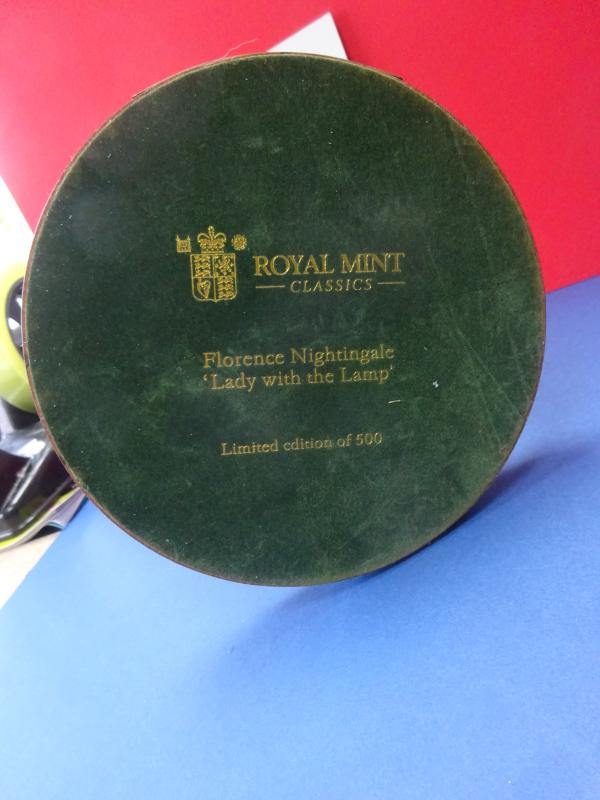 ROYAL MINT
CLASSICS
Florence Nightingale
'Lady with the Lamp'
Limited edition of 500